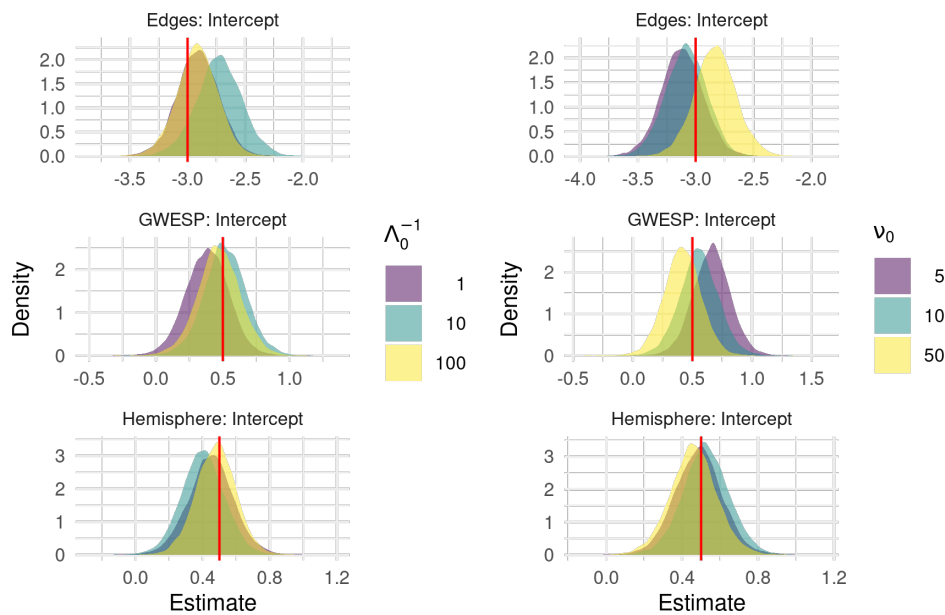 Edges: Intercept
2.0
1.5
1.0
0.5
0.0
-3.5 -3.0 -2.5 -2.0
GWESP: Intercept
2
1
0
-0.5 0.0 0.5 1.0
Hemisphere: Intercept
3
2
1
0
0.0 0.4 0.8 1.2
Density
Estimate
Λ₀⁻¹
1
10
100
Edges: Intercept
2.0
1.5
1.0
0.5
0.0
-4.0 -3.5 -3.0 -2.5 -2.0
GWESP: Intercept
2
1
0
-0.5 0.0 0.5 1.0 1.5
Hemisphere: Intercept
3
2
1
0
0.0 0.4 0.8 1.2
Density
Estimate
ν₀
5
10
50